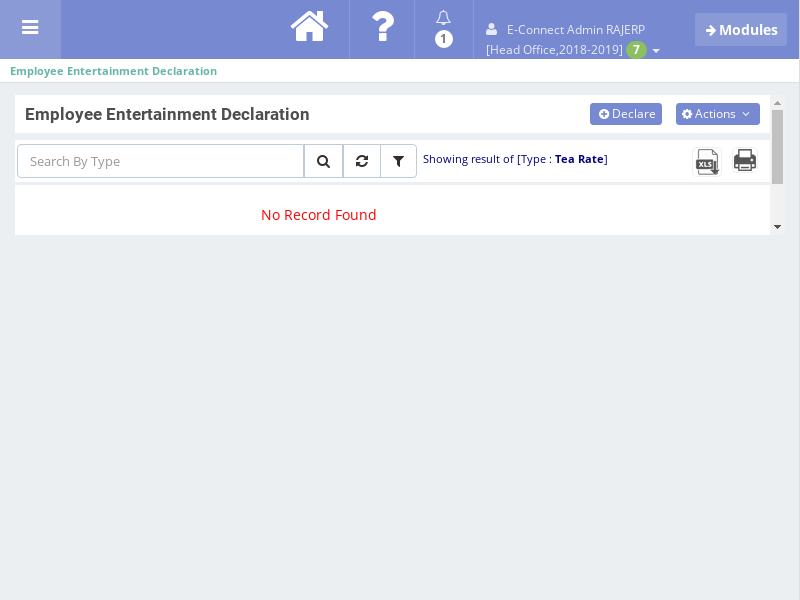 1
E-Connect Admin RAJERP
[Head Office,2018-2019] 7
Modules
Employee Entertainment Declaration
Employee Entertainment Declaration
Declare
Actions
Search By Type
Showing result of [Type : Tea Rate]
XLS
No Record Found